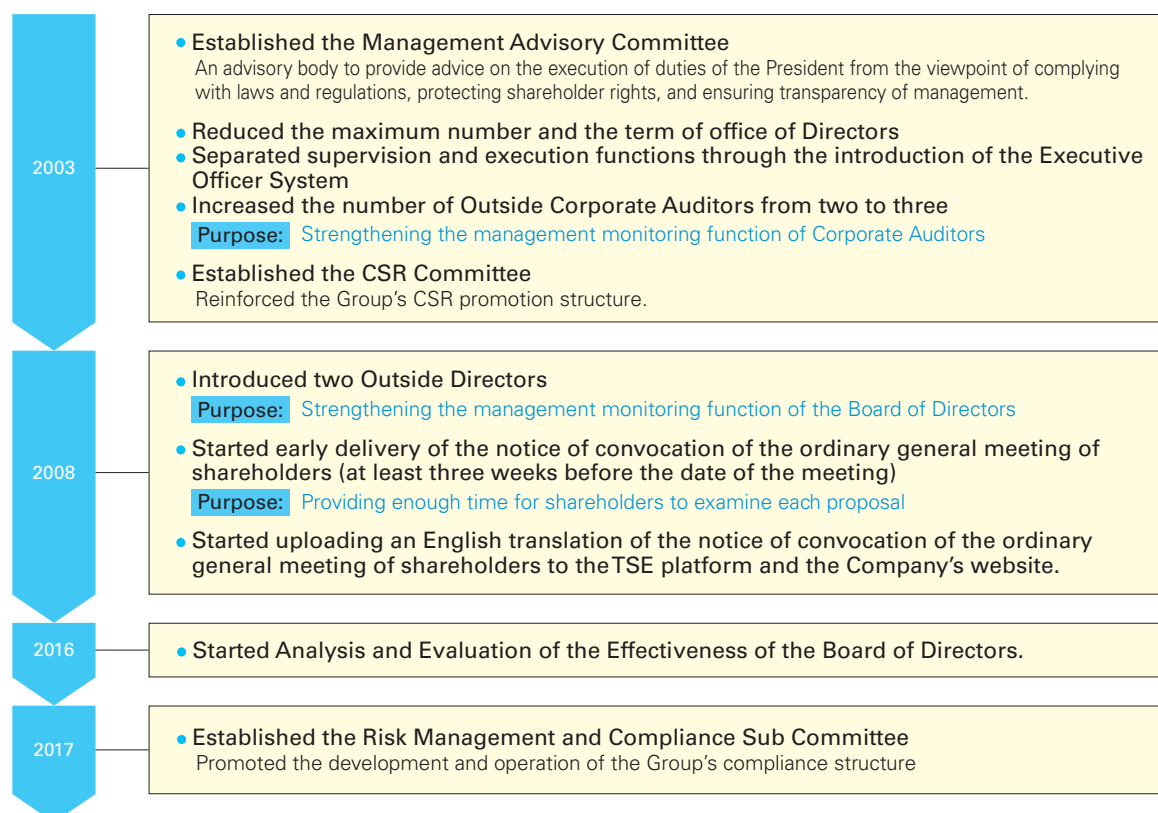 2003
• Established the Management Advisory Committee
An advisory body to provide advice on the execution of duties of the President from the viewpoint of complying
with laws and regulations, protecting shareholder rights, and ensuring transparency of management.
• Reduced the maximum number and the term of office of Directors
• Separated supervision and execution functions through the introduction of the Executive
Officer System
• Increased the number of Outside Corporate Auditors from two to three
Purpose: Strengthening the management monitoring function of Corporate Auditors
• Established the CSR Committee
Reinforced the Group's CSR promotion structure.
2008
• Introduced two Outside Directors
Purpose: Strengthening the management monitoring function of the Board of Directors
• Started early delivery of the notice of convocation of the ordinary general meeting of
shareholders (at least three weeks before the date of the meeting)
Purpose: Providing enough time for shareholders to examine each proposal
• Started uploading an English translation of the notice of convocation of the ordinary
general meeting of shareholders to the TSE platform and the Company's website.
2016
• Started Analysis and Evaluation of the Effectiveness of the Board of Directors.
2017
• Established the Risk Management and Compliance Sub Committee
Promoted the development and operation of the Group's compliance structure